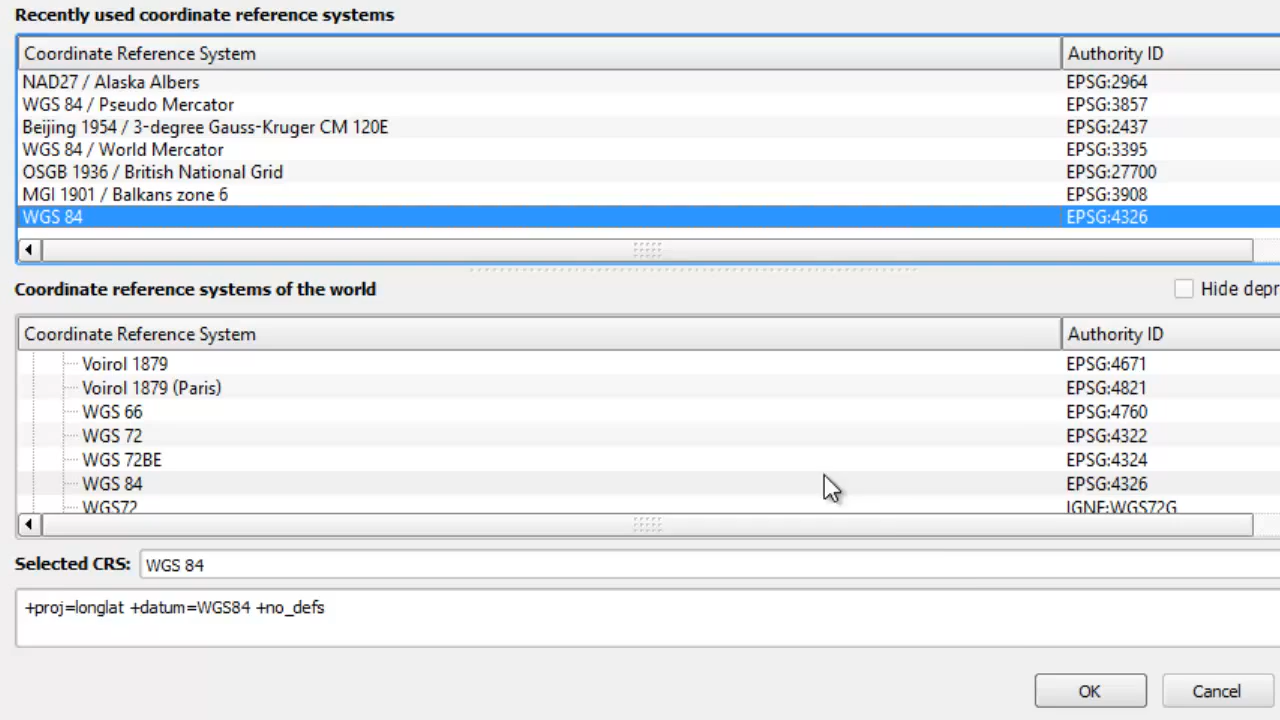 Recently used coordinate reference systems
Coordinate Reference System Authority ID
NAD27 / Alaska Albers EPSG:2964
WGS 84 / Pseudo Mercator EPSG:3857
Beijing 1954 / 3-degree Gauss-Kruger CM 120E EPSG:2437
WGS 84 / World Mercator EPSG:3395
OSGB 1936 / British National Grid EPSG:27700
MGI 1901 / Balkans zone 6 EPSG:3908
WGS 84 EPSG:4326
Coordinate reference systems of the world Hide depr
Coordinate Reference System Authority ID
Voirol 1879 EPSG:4671
Voirol 1879 (Paris) EPSG:4821
WGS 66 EPSG:4760
WGS 72 EPSG:4322
WGS 72BE EPSG:4324
WGS 84 EPSG:4326
WGS72 IGNF:WGS72G
Selected CRS: WGS 84
+proj=longlat +datum=WGS84 +no_defs
OK Cancel